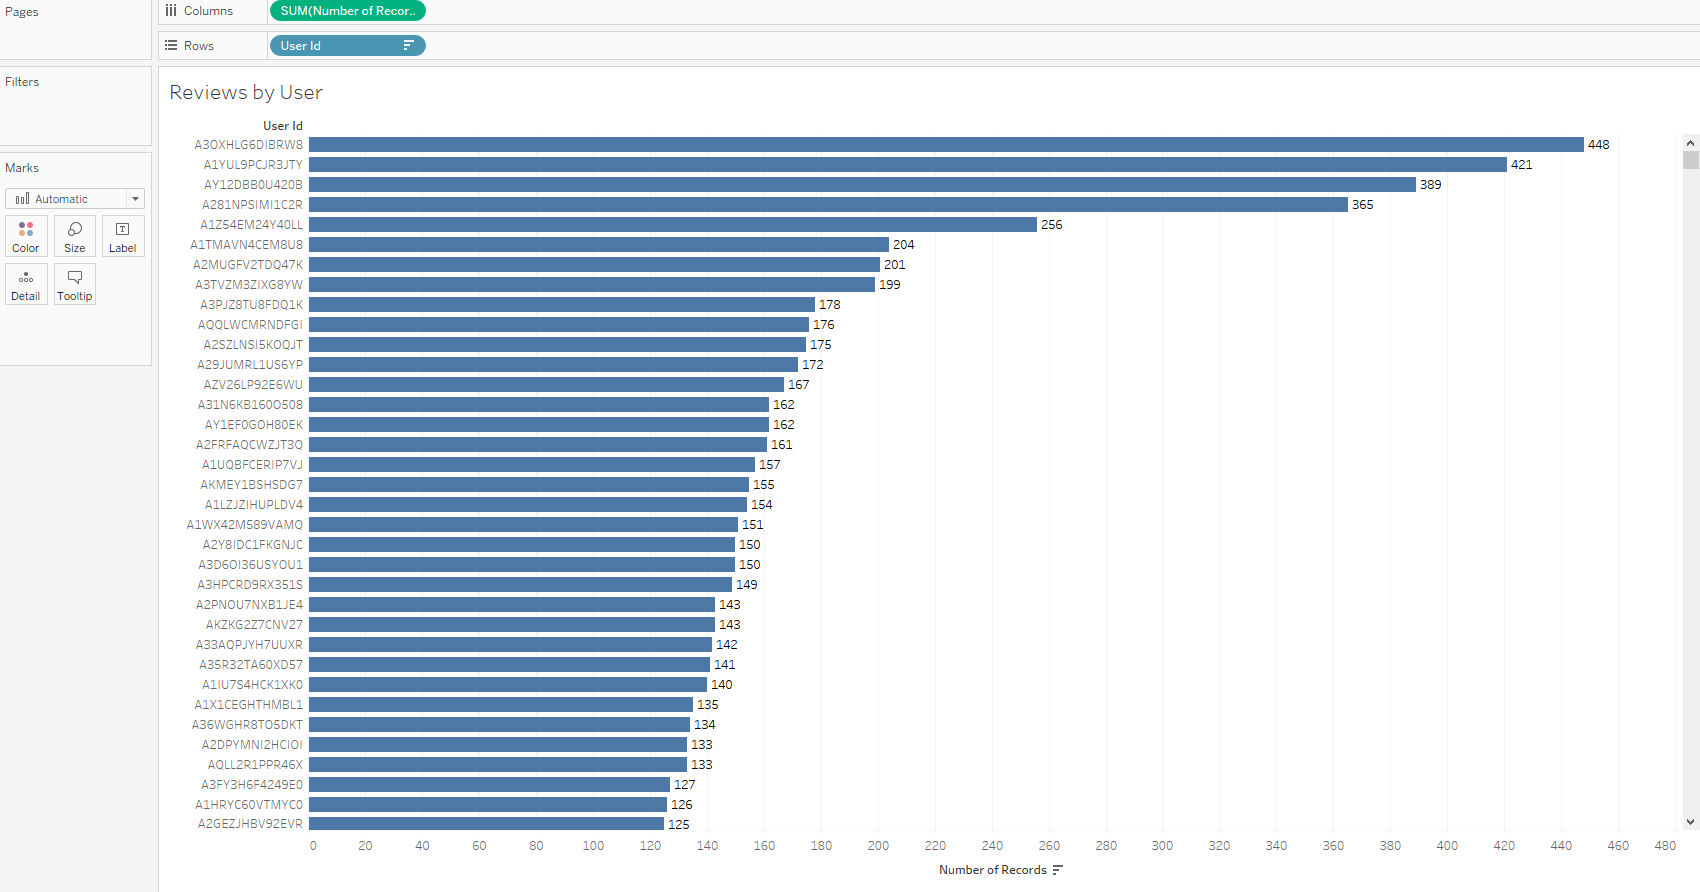 Pages
Columns
SUM(Number of Recor..
Rows
User Id
Filters
Marks
Automatic
Color
Size
Label
Detail
Tooltip
Reviews by User
User Id
A3OXHLG6DIBRW8 448
A1YUL9PCJR3JTY 421
AY12DBB0U420B 389
A281NPSIMI1C2R 365
A1Z54EM24Y40LL 256
A1TMAVN4CEM8U8 204
A2MUGFV2TDQ47K 201
A3TVZM3ZIXG8YW 199
A3PJZ8TU8FDQ1K 178
AQQLWCMRNDFGI 176
A2SZLNSI5KOQJT 175
A29JUMRL1US6YP 172
AZV26LP92E6WU 167
A31N6KB160O508 162
AY1EF0GOH80EK 162
A2FRFAQCWZJT3Q 161
A1UQBFCERIP7VJ 157
AKMEY1BSHSDG7 155
A1LZJZIHUPLDV4 154
A1WX42M589VAMQ 151
A2Y8IDC1FKGNJC 150
A3D6OI36USYOU1 150
A3HPCRD9RX351S 149
A2PNOU7NXB1JE4 143
AKZKG2Z7CNV27 143
A33AQPJYH7UUXR 142
A35R32TA60XD57 141
A1IU7S4HCK1XK0 140
A1X1CEGHTHMBL1 135
A36WGHR8TO5DKT 134
A2DPYMNI2HCIOI 133
AQLL2R1PPR46X 133
A3FY3H6F4249E0 127
A1HRYC60VTMYC0 126
A2GEZJHBV92EVR 125
0 20 40 60 80 100 120 140 160 180 200 220 240 260 280 300 320 340 360 380 400 420 440 460 480
Number of Records